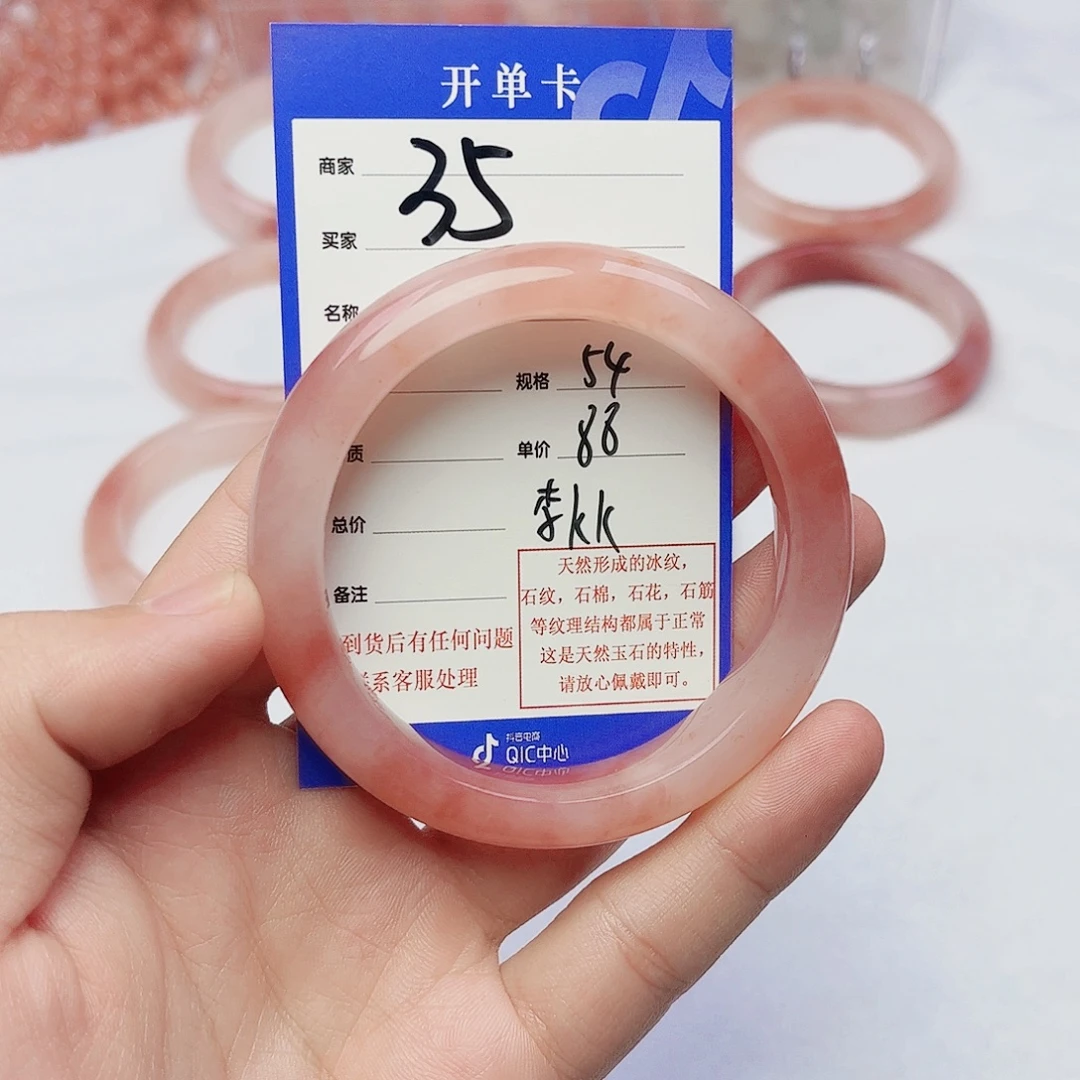 开单卡
商家 35
买家
名称
规格 54
质
单价 88
李kk
总价
备注
天然形成的冰纹，
石纹，石棉，石花，石筋
等纹理结构都属于正常
这是天然玉石的特性，
请放心佩戴即可。
到货后有任何问题
系客服处理
抖音电商
QIC中心